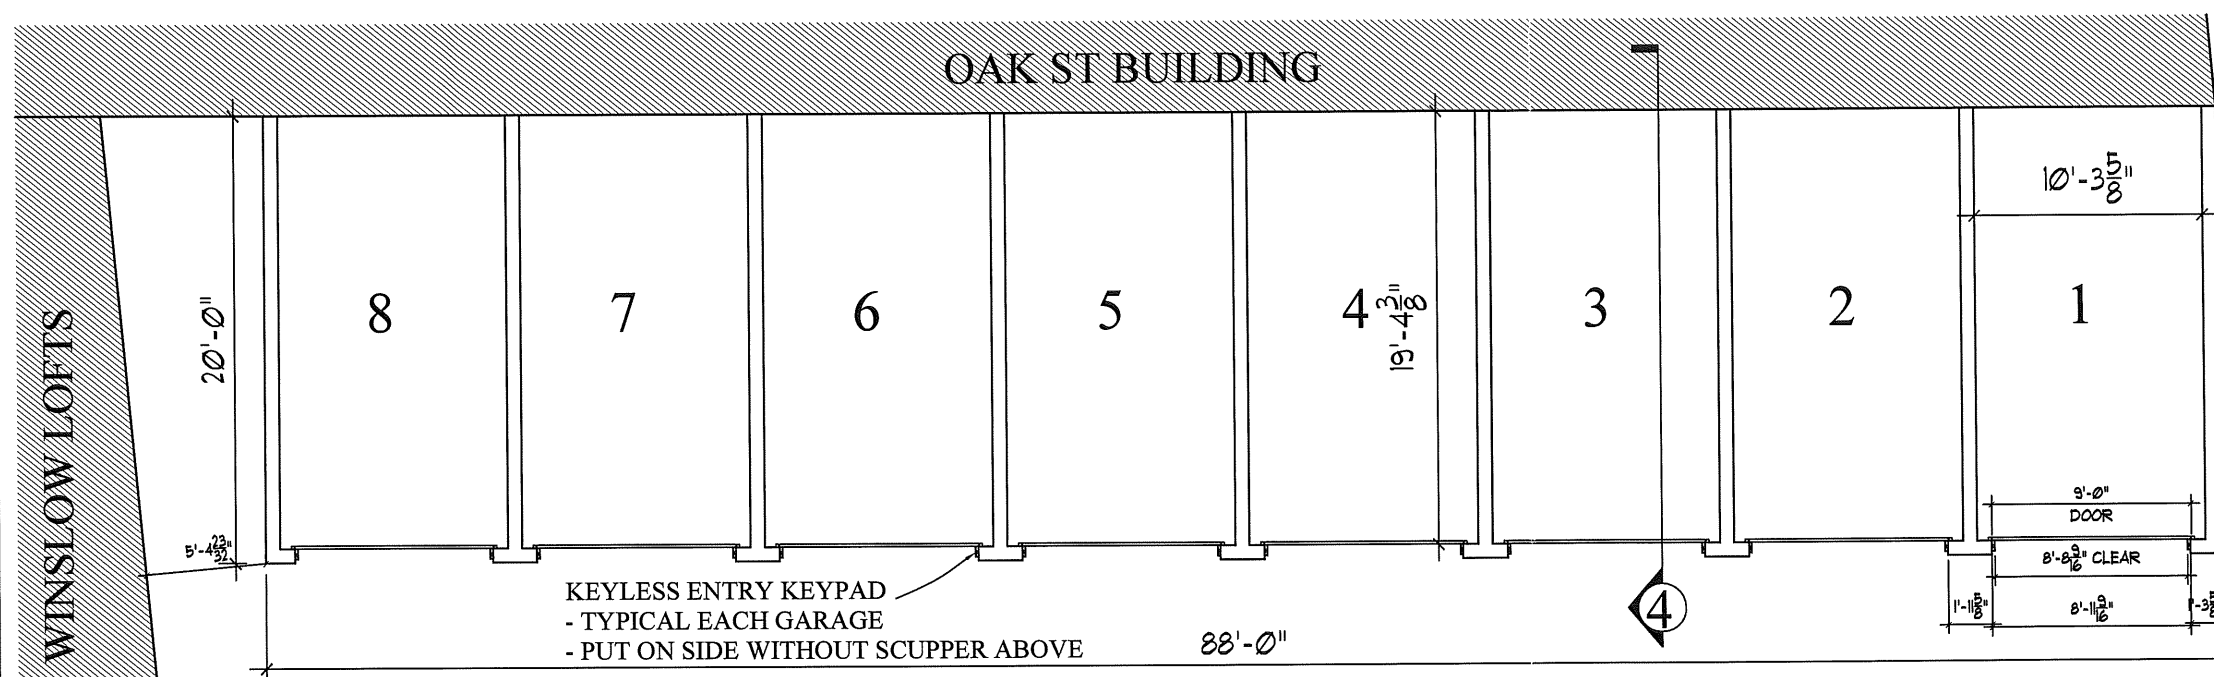 OAK ST BUILDING
WINSLOW LOFTS
20'-0"
5'-4 23/32"
8
7
6
5
4
19'-4 3/8"
3
2
1
10'-3 5/8"
9'-0"
DOOR
8'-8 9/16" CLEAR
8'-11 9/16"
KEYLESS ENTRY KEYPAD
- TYPICAL EACH GARAGE
- PUT ON SIDE WITHOUT SCUPPER ABOVE
88'-0"
4